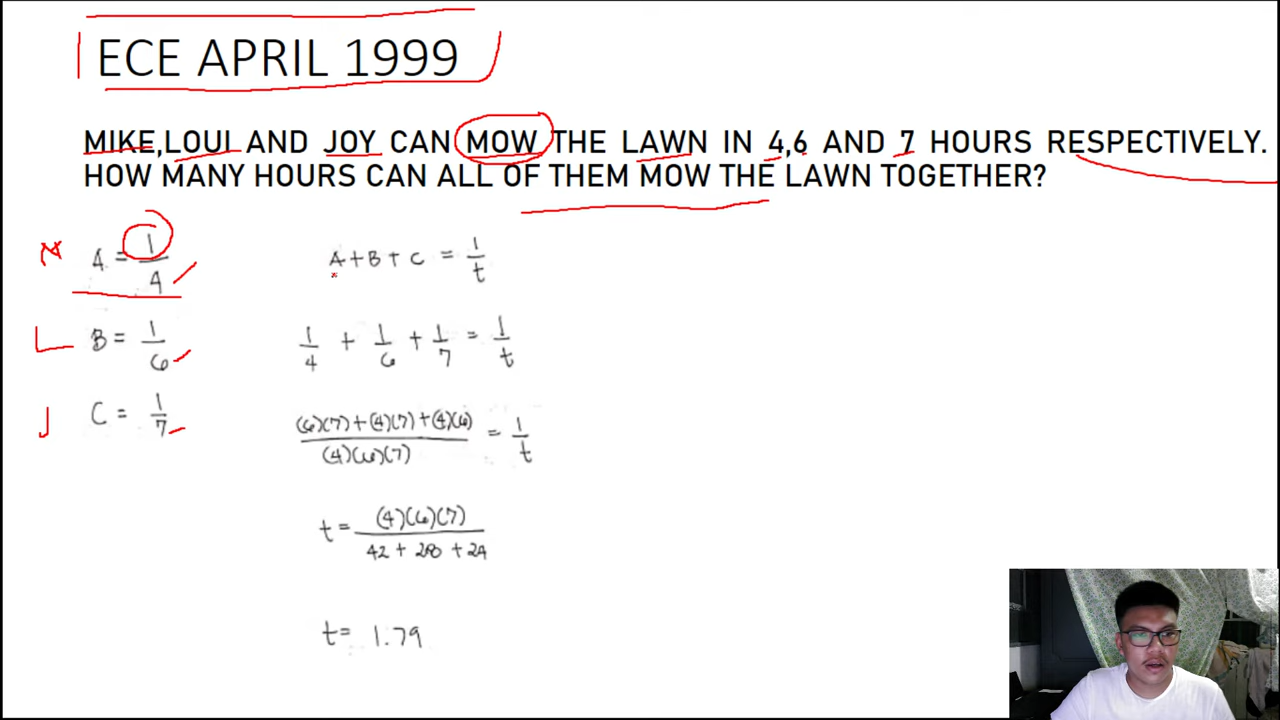 ECE APRIL 1999
MIKE,LOUI AND JOY CAN MOW THE LAWN IN 4,6 AND 7 HOURS RESPECTIVELY.
HOW MANY HOURS CAN ALL OF THEM MOW THE LAWN TOGETHER?
M A = 1/4
L B = 1/6
J C = 1/7
A + B + C = 1/t
1/4 + 1/6 + 1/7 = 1/t
(6)(7)+(4)(7)+(4)(6)/(4)(6)(7) = 1/t
t = (4)(6)(7)/42 + 28 + 24
t = 1.79